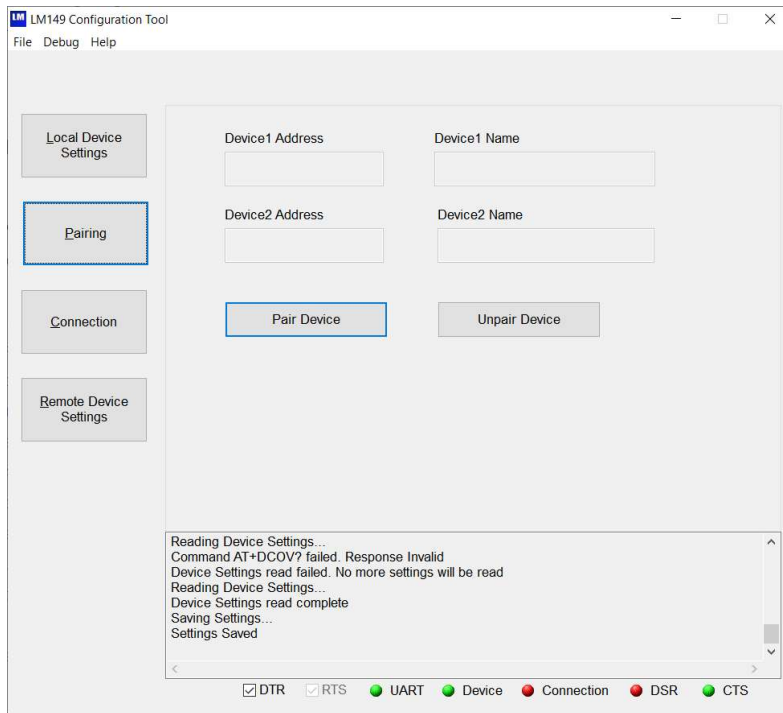 LM LM149 Configuration Tool
File Debug Help
Local Device
Settings
Pairing
Connection
Remote Device
Settings
Device1 Address Device1 Name
Device2 Address Device2 Name
Pair Device Unpair Device
Reading Device Settings...
Command AT+DCOV? failed. Response Invalid
Device Settings read failed. No more settings will be read
Reading Device Settings...
Device Settings read complete
Saving Settings...
Settings Saved
DTR RTS UART Device Connection DSR CTS